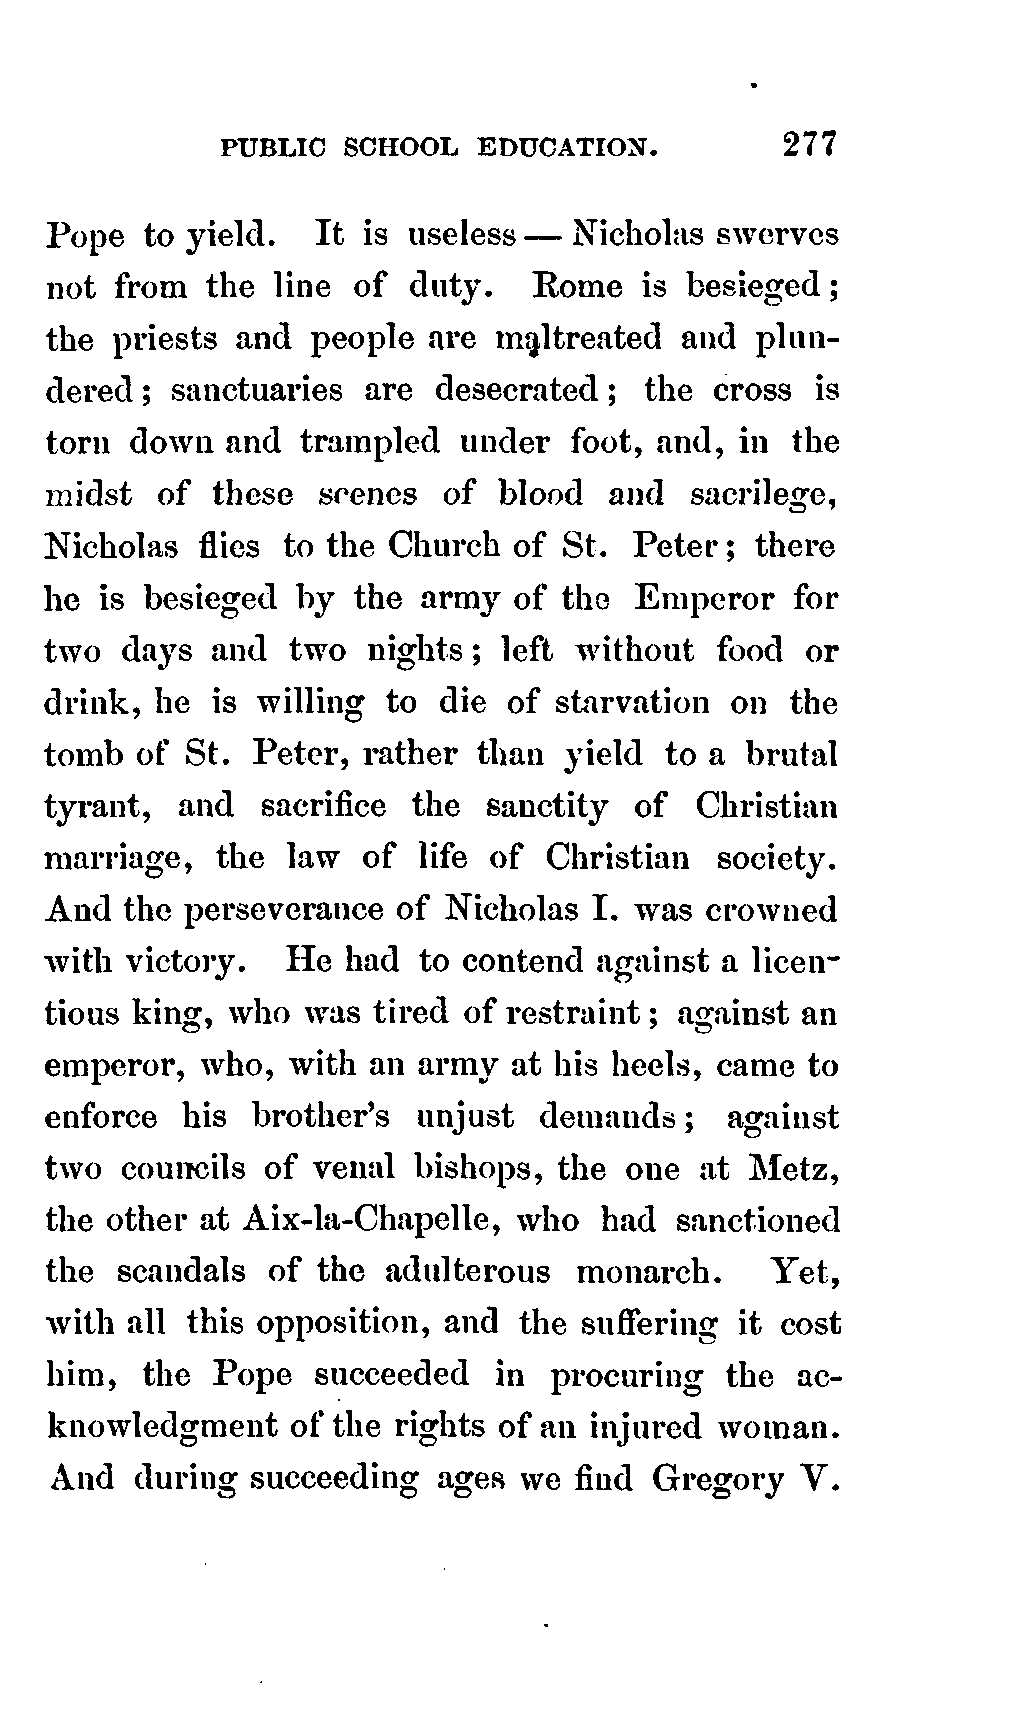 PUBLIC SCHOOL EDUCATION. 277
Pope to yield. It is useless — Nicholas swerves
not from the line of duty. Rome is besieged;
the priests and people are maltreated and plun-
dered; sanctuaries are desecrated; the cross is
torn down and trampled under foot, and, in the
midst of these scenes of blood and sacrilege,
Nicholas flies to the Church of St. Peter; there
he is besieged by the army of the Emperor for
two days and two nights; left without food or
drink, he is willing to die of starvation on the
tomb of St. Peter, rather than yield to a brutal
tyrant, and sacrifice the sanctity of Christian
marriage, the law of life of Christian society.
And the perseverance of Nicholas I. was crowned
with victory. He had to contend against a licen-
tious king, who was tired of restraint; against an
emperor, who, with an army at his heels, came to
enforce his brother's unjust demands; against
two councils of venal bishops, the one at Metz,
the other at Aix-la-Chapelle, who had sanctioned
the scandals of the adulterous monarch. Yet,
with all this opposition, and the suffering it cost
him, the Pope succeeded in procuring the ac-
knowledgment of the rights of an injured woman.
And during succeeding ages we find Gregory V.